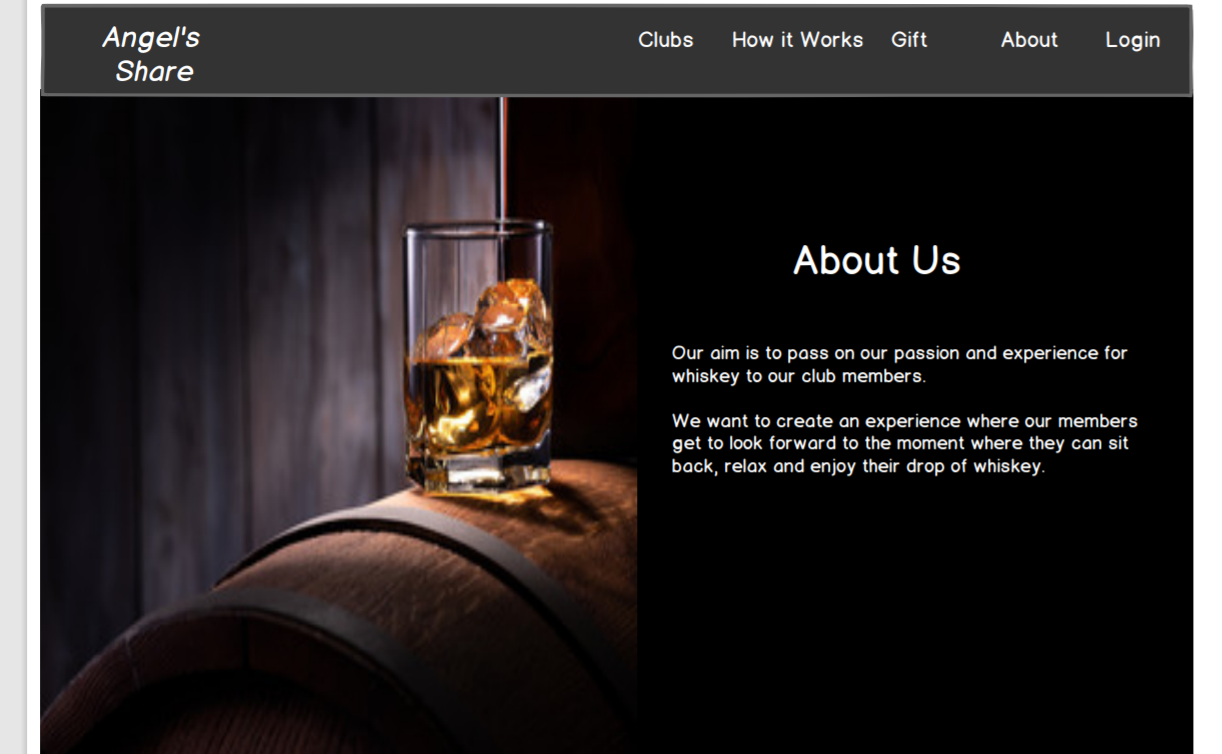 Angel's
Share
Clubs How it Works Gift About Login
About Us
Our aim is to pass on our passion and experience for
whiskey to our club members.
We want to create an experience where our members
get to look forward to the moment where they can sit
back, relax and enjoy their drop of whiskey.